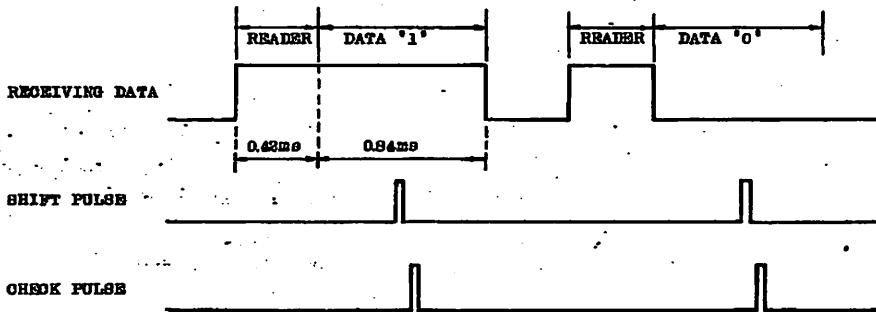 READER DATA "1" READER DATA "0"
RECEIVING DATA
0.42ms 0.84ms
SHIFT PULSE
CHECK PULSE